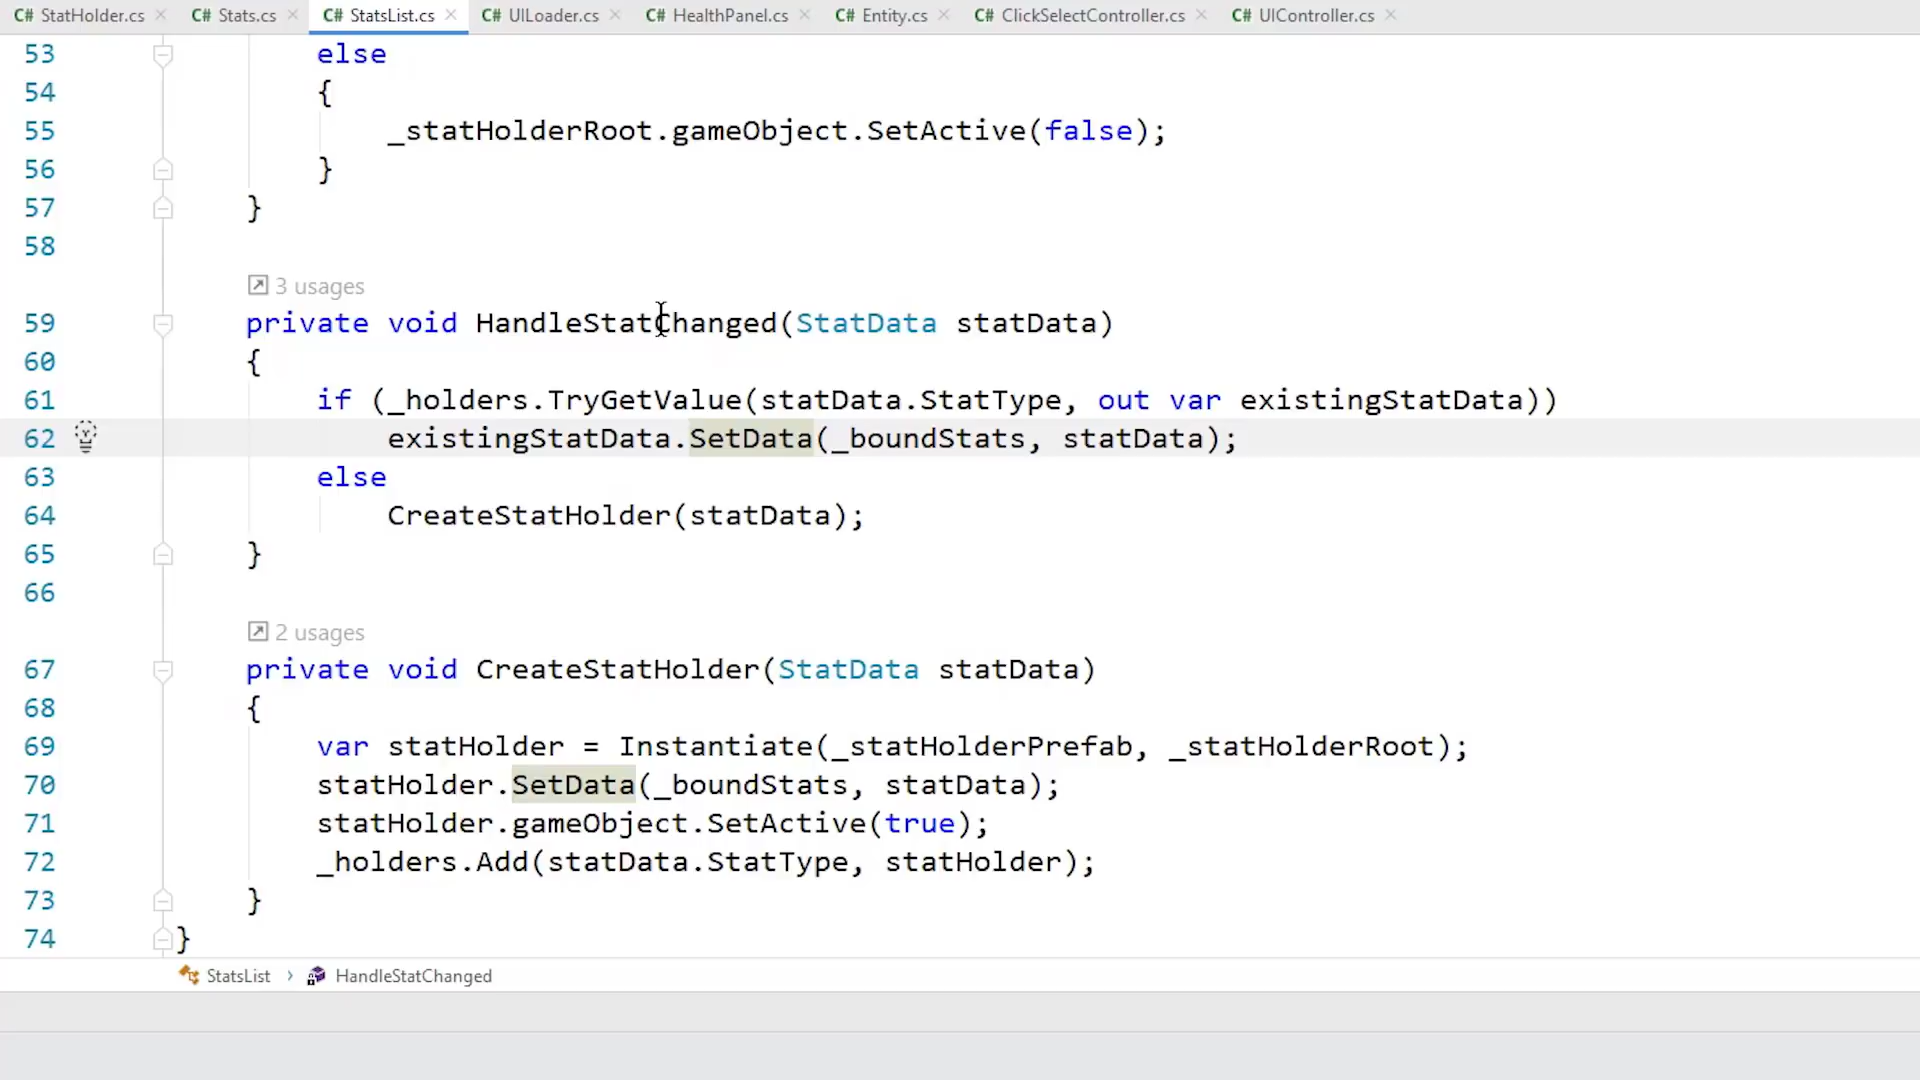 C# StatHolder.cs × C# Stats.cs × C# StatsList.cs × C# UILoader.cs × C# HealthPanel.cs × C# Entity.cs × C# ClickSelectController.cs × C# UIController.cs ×
53 else
54 {
55 _statHolderRoot.gameObject.SetActive(false);
56 }
57 }
58
3 usages
59 private void HandleStatChanged(StatData statData)
60 {
61 if (_holders.TryGetValue(statData.StatType, out var existingStatData))
62 existingStatData.SetData(_boundStats, statData);
63 else
64 CreateStatHolder(statData);
65 }
66
2 usages
67 private void CreateStatHolder(StatData statData)
68 {
69 var statHolder = Instantiate(_statHolderPrefab, _statHolderRoot);
70 statHolder.SetData(_boundStats, statData);
71 statHolder.gameObject.SetActive(true);
72 _holders.Add(statData.StatType, statHolder);
73 }
74 }
StatsList › HandleStatChanged